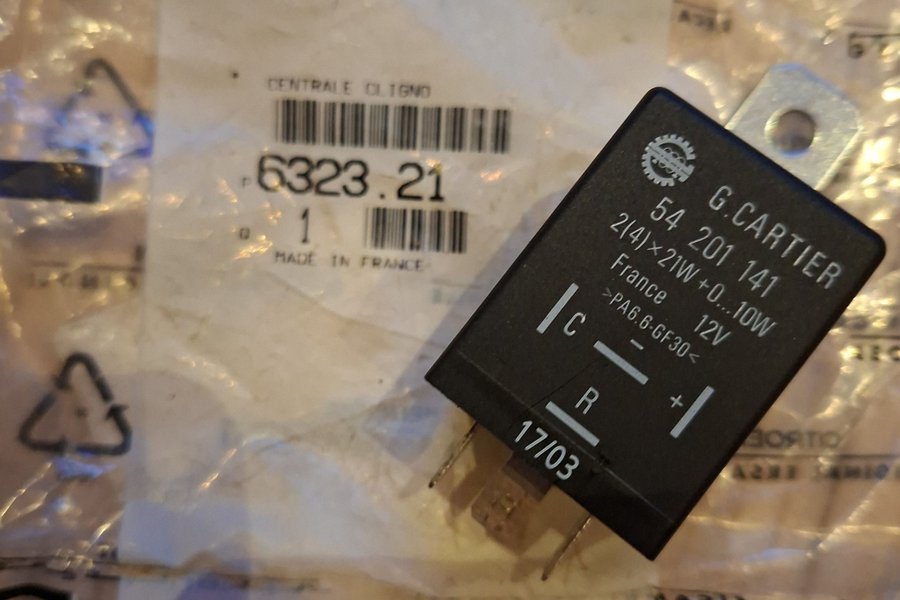 CENTRALE CLIGNO
P 6323.21
Q 1
MADE IN FRANCE
G.CARTIER
54 201 141
2(4)×21W+0...10W
France 12V
>PA6.6-GF30<
C
-
+
R
17/03